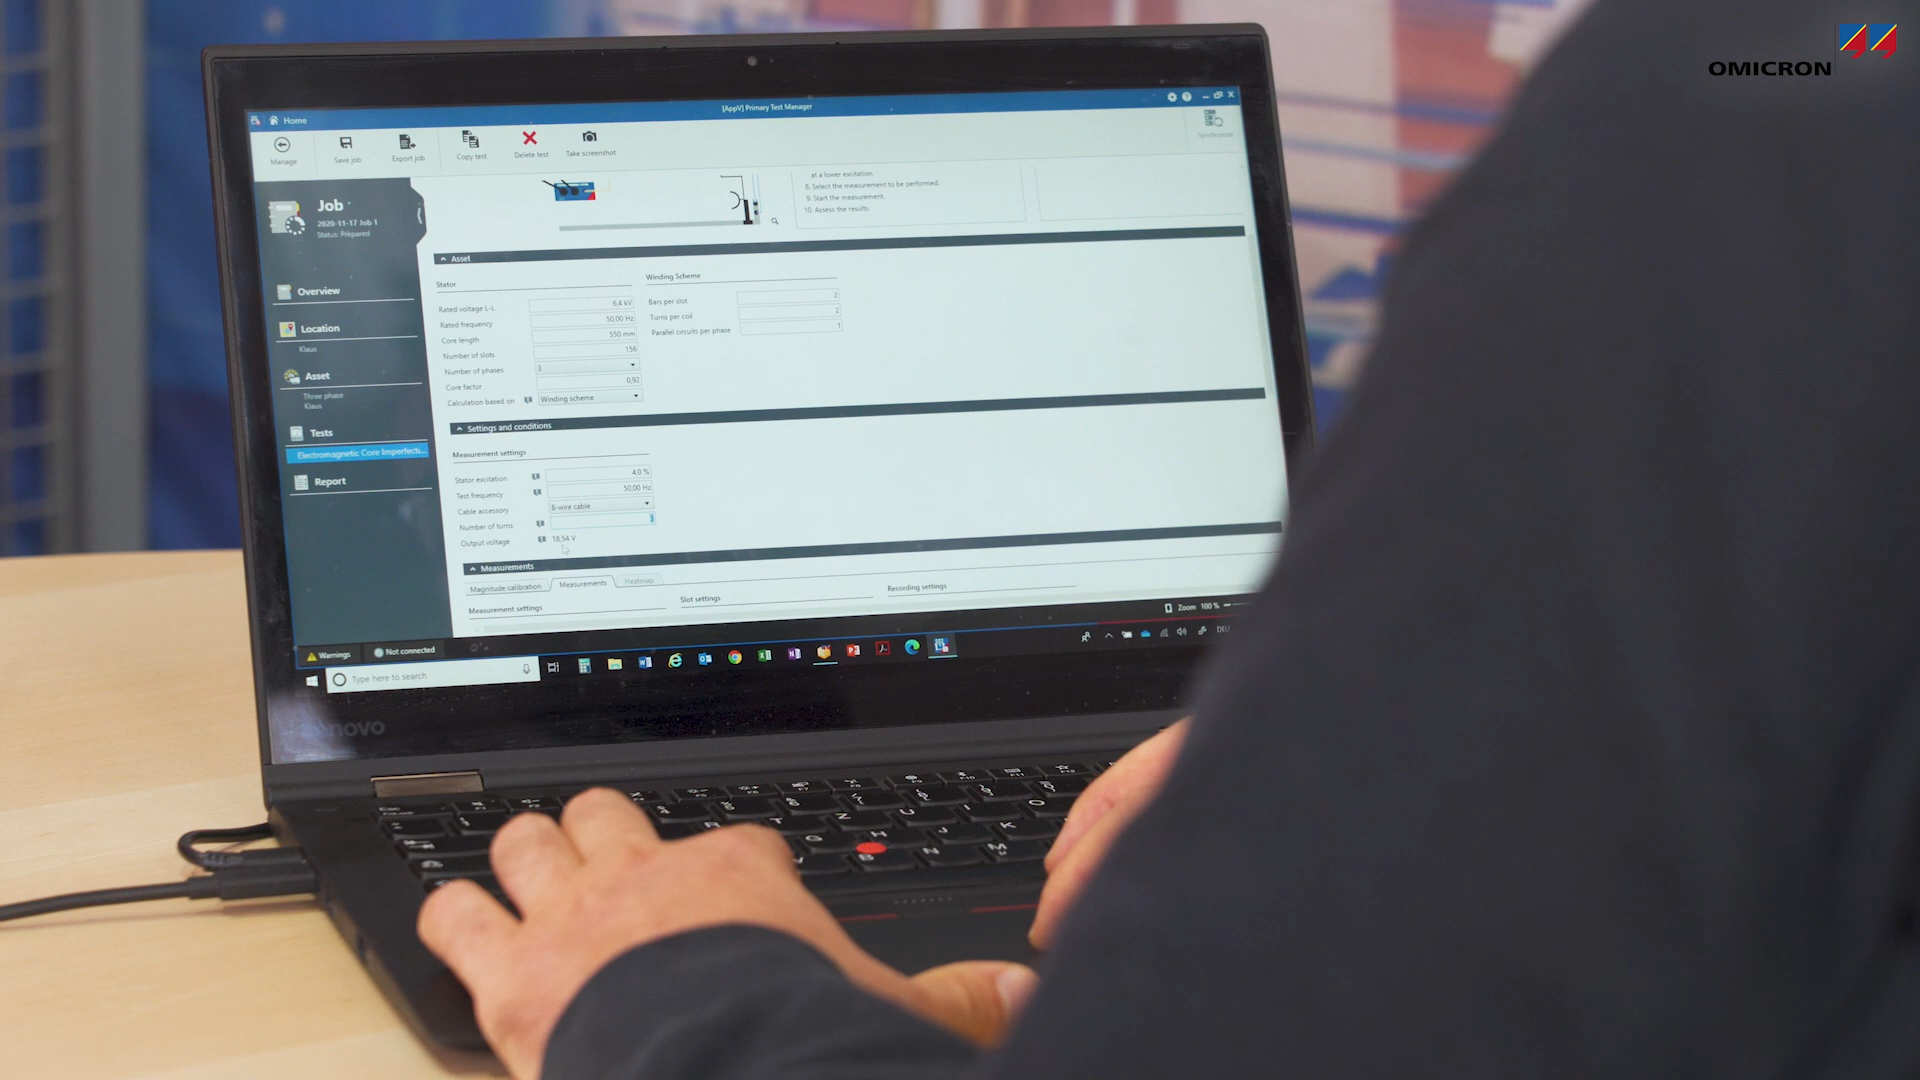 OMICRON
[AppV] Primary Test Manager
Home
Manage
Save job
Export job
Copy test
Delete test
Take screenshot
Synchronize
Job *
2020-11-17 Job 1
Status: Prepared
Overview
Location
Klaus
Asset
Three phase
Klaus
Tests
Electromagnetic Core Imperfecti...
Report
at a lower excitation.
8. Select the measurement to be performed.
9. Start the measurement.
10. Assess the results.
Asset
Stator
Rated voltage L-L 6,4 kV
Rated frequency 50,00 Hz
Core length 550 mm
Number of slots 156
Number of phases 3
Core factor 0,92
Calculation based on Winding scheme
Winding Scheme
Bars per slot 2
Turns per coil 2
Parallel circuits per phase 1
Settings and conditions
Measurement settings
Stator excitation 4,0 %
Test frequency 50,00 Hz
Cable accessory 8-wire cable
Number of turns
Output voltage 18,54 V
Measurements
Magnitude calibration Measurements Heatmap
Measurement settings
Slot settings
Recording settings
Zoom 100 %
Warnings
Not connected
Type here to search
DEU
novo